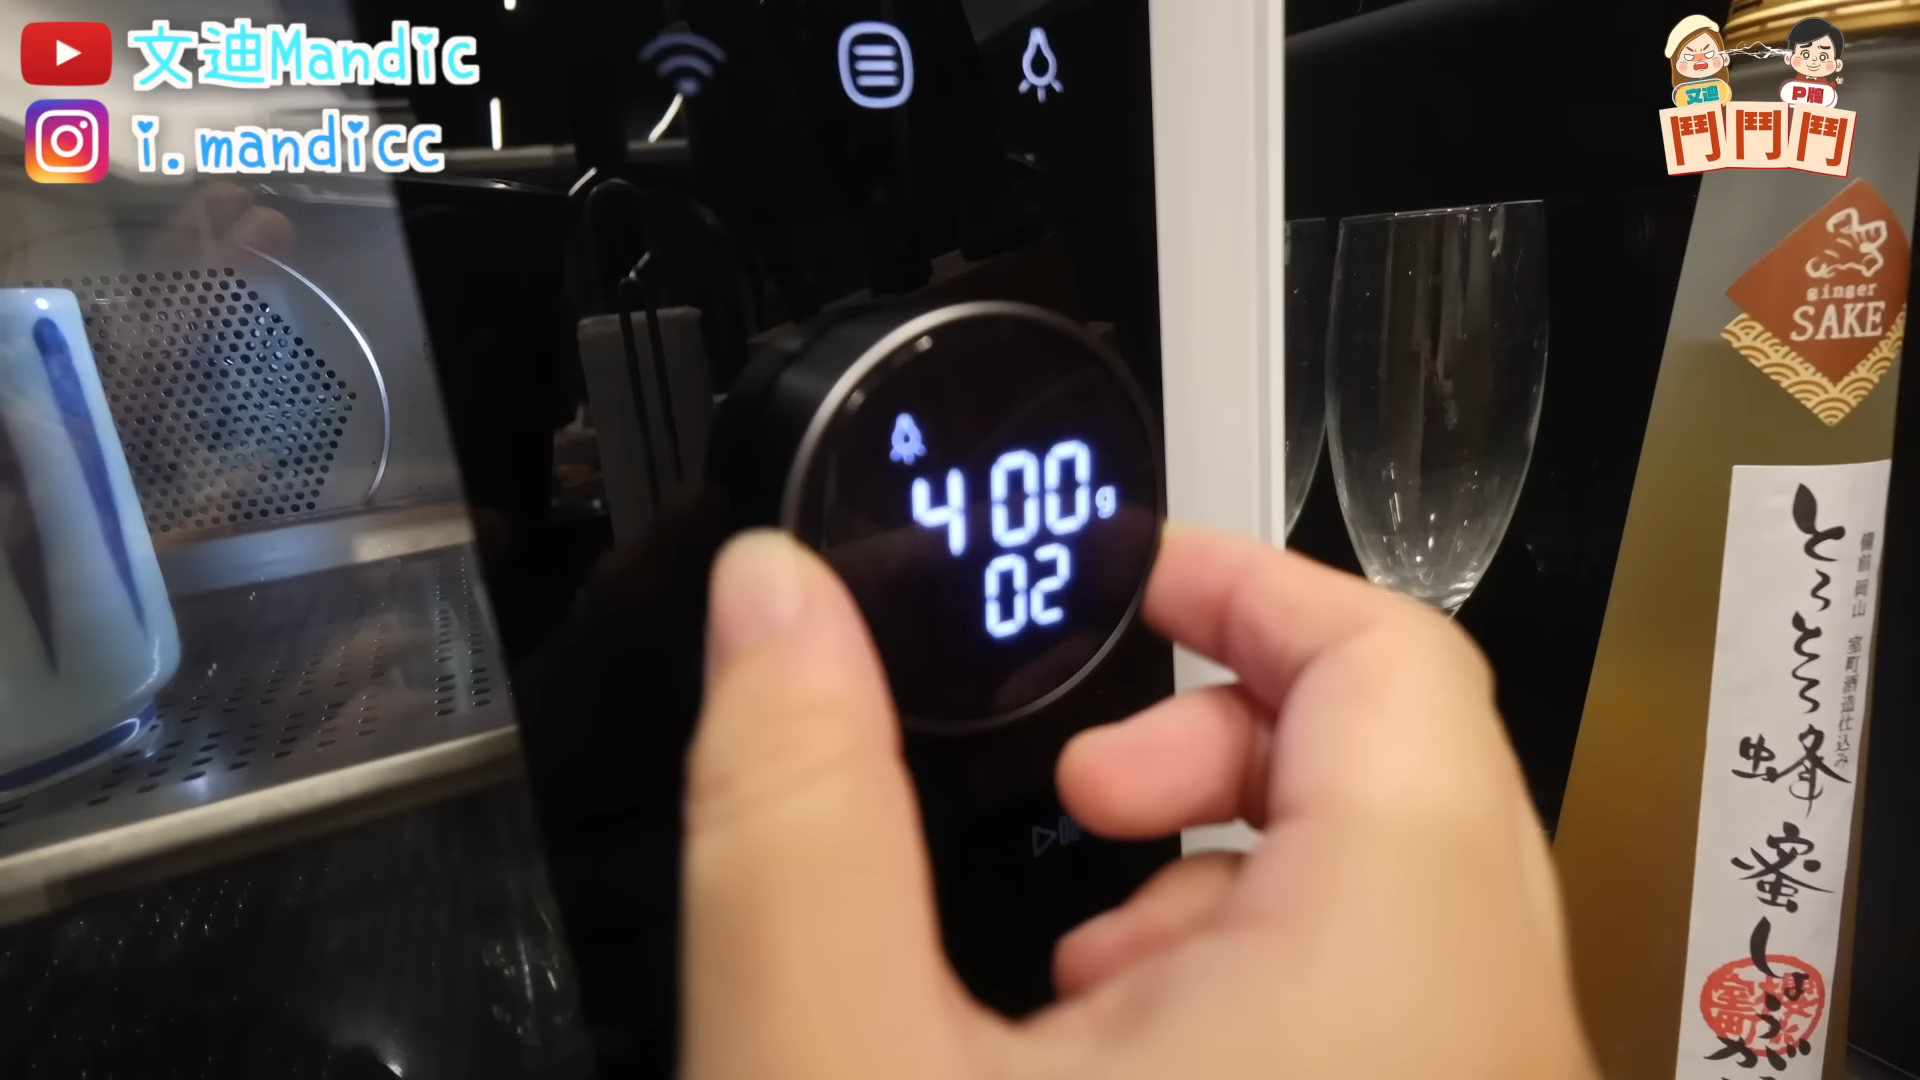 文迪Mandic
i.mandicc
文迪
P牌
鬥鬥鬥
ginger
SAKE
400g
02
とろとろ蜂蜜しょうが
備前岡山 室町酒造仕込み